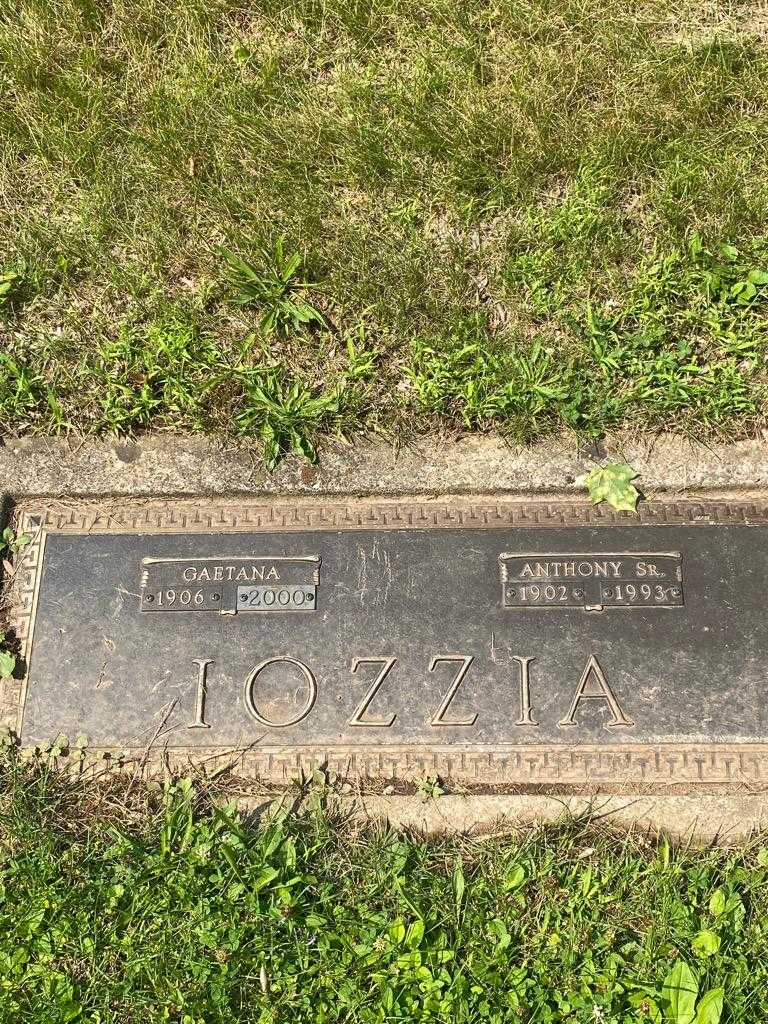 GAETANA
1906 2000
ANTHONY SR.
1902 1993
IOZZIA